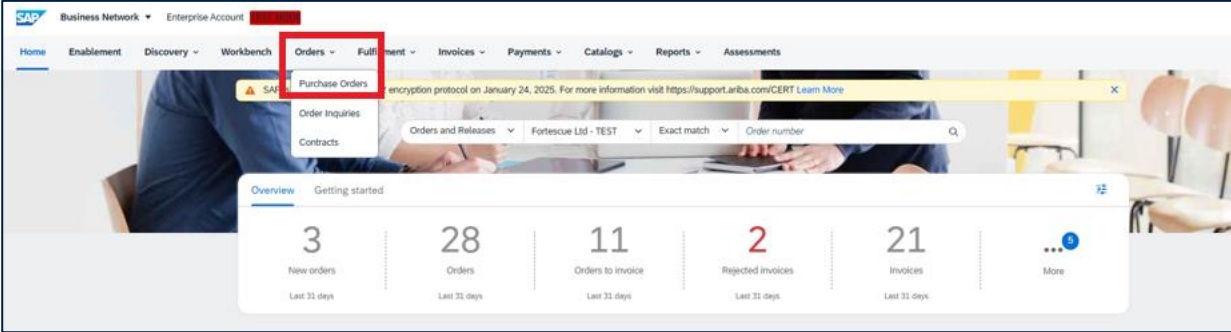 SAP Business Network Enterprise Account
Home Enablement Discovery Workbench Orders Fulfillment Invoices Payments Catalogs Reports Assessments
Purchase Orders
encryption protocol on January 24, 2025. For more information visit https://support.ariba.com/CERT Learn More
Order Inquiries
Contracts
Orders and Releases Fortescue Ltd - TEST Exact match Order number
Overview Getting started
3 28 11 2 21 ... 5
New orders Orders Orders to invoice Rejected invoices Invoices More
Last 31 days Last 31 days Last 31 days Last 31 days Last 31 days